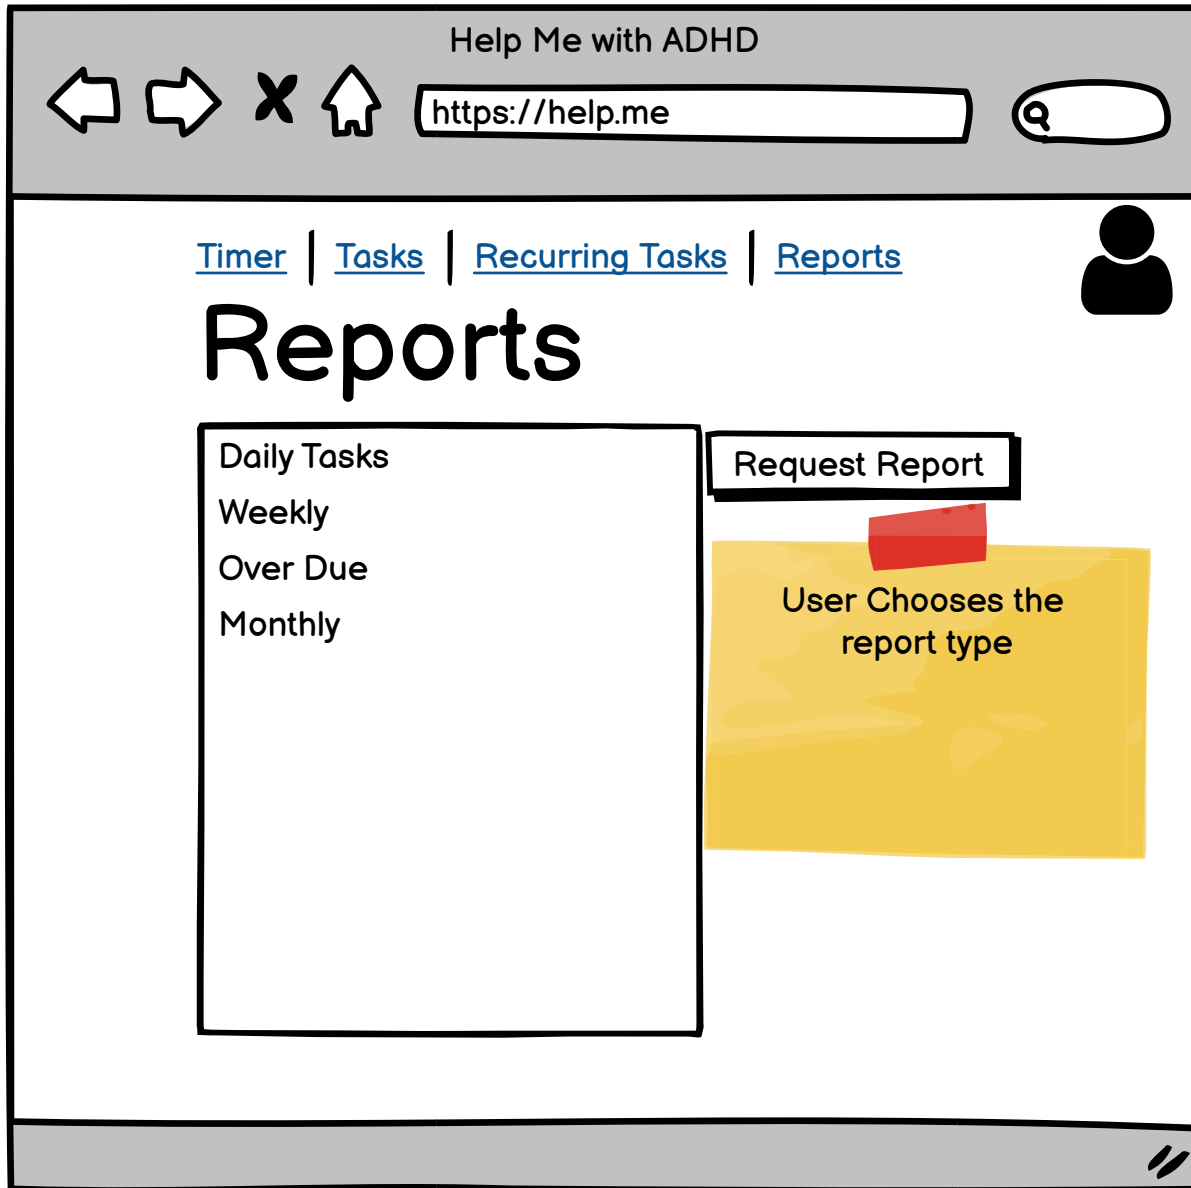 Help Me with ADHD
https://help.me
Timer | Tasks | Recurring Tasks | Reports
Reports
Daily Tasks
Weekly
Over Due
Monthly
Request Report
User Chooses the
report type